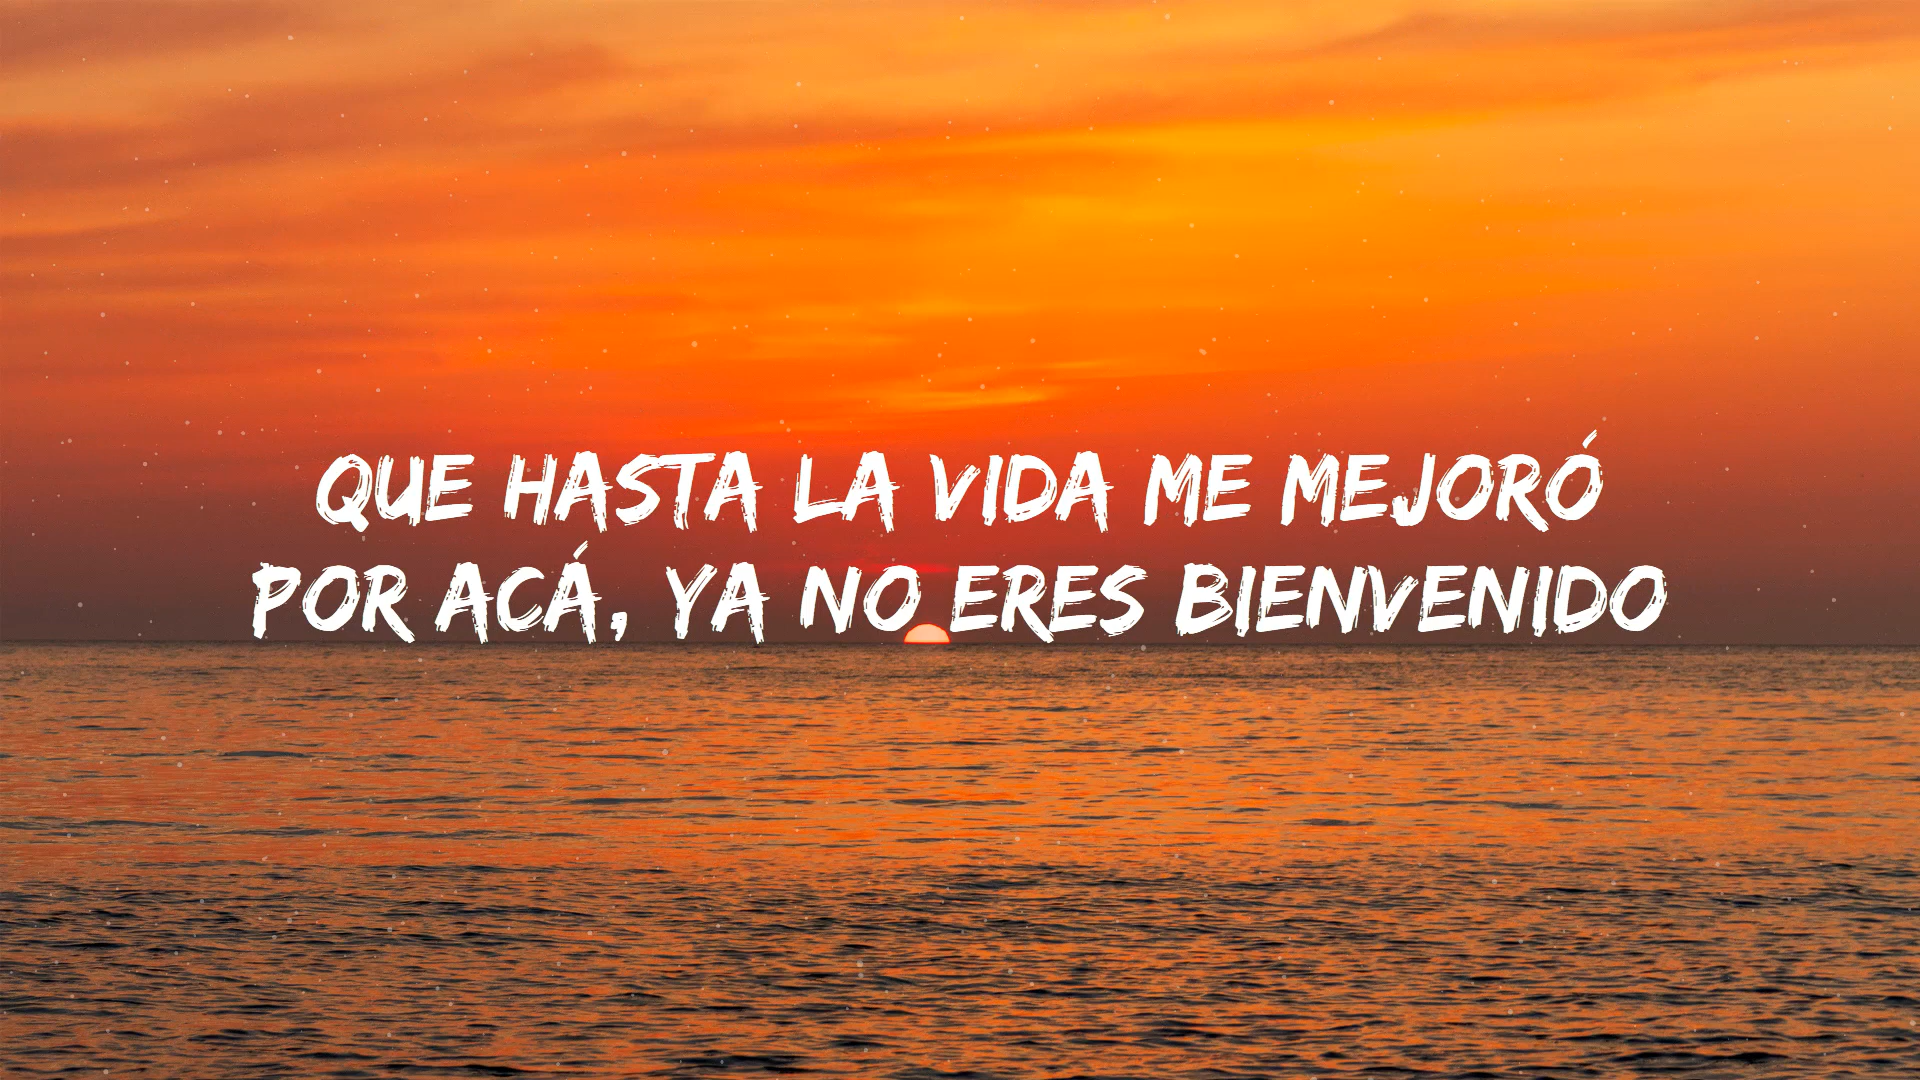 QUE HASTA LA VIDA ME MEJORÓ
POR ACÁ, YA NO ERES BIENVENIDO